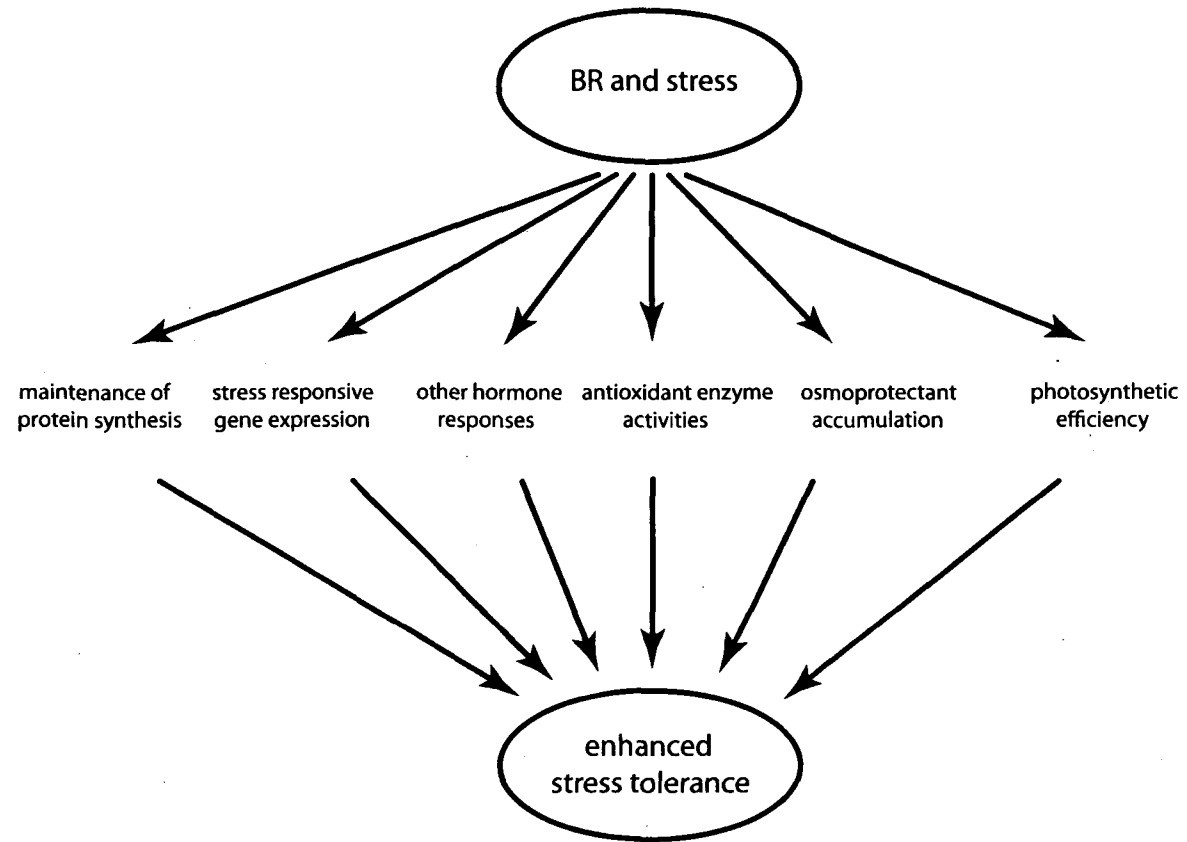 BR and stress
maintenance of
protein synthesis
stress responsive
gene expression
other hormone
responses
antioxidant enzyme
activities
osmoprotectant
accumulation
photosynthetic
efficiency
enhanced
stress tolerance